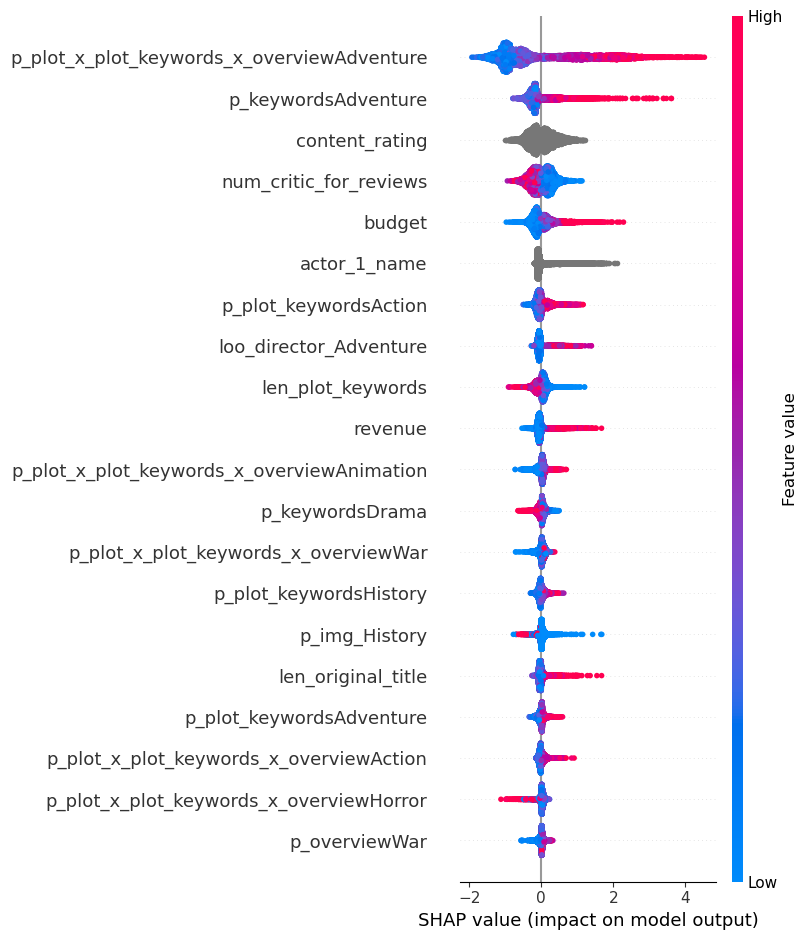 High
p_plot_x_plot_keywords_x_overviewAdventure
p_keywordsAdventure
content_rating
num_critic_for_reviews
budget
actor_1_name
p_plot_keywordsAction
loo_director_Adventure
len_plot_keywords
revenue
p_plot_x_plot_keywords_x_overviewAnimation
p_keywordsDrama
p_plot_x_plot_keywords_x_overviewWar
p_plot_keywordsHistory
p_img_History
len_original_title
p_plot_keywordsAdventure
p_plot_x_plot_keywords_x_overviewAction
p_plot_x_plot_keywords_x_overviewHorror
p_overviewWar
Feature value
Low
−2 0 2 4
SHAP value (impact on model output)